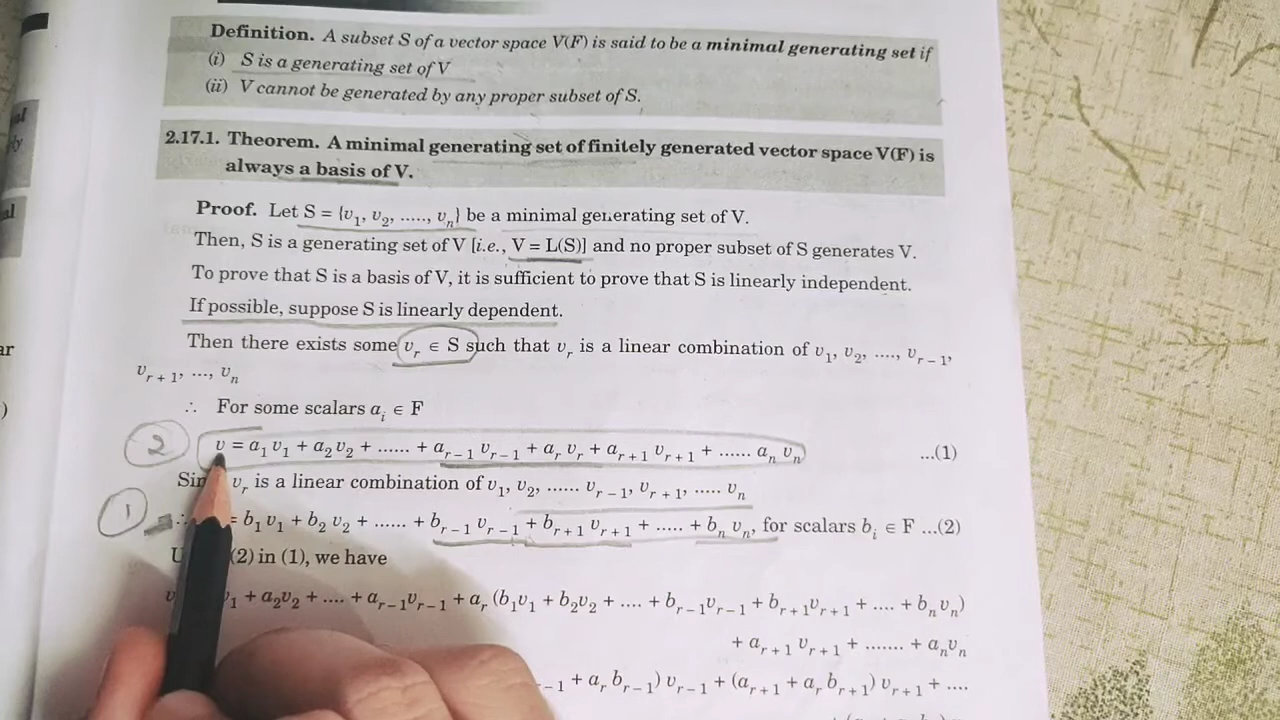 Definition. A subset S of a vector space V(F) is said to be a minimal generating set if
(i) S is a generating set of V
(ii) V cannot be generated by any proper subset of S.
2.17.1. Theorem. A minimal generating set of finitely generated vector space V(F) is
always a basis of V.
Proof. Let S = {v₁, v₂, ....., vₙ} be a minimal generating set of V.
Then, S is a generating set of V [i.e., V = L(S)] and no proper subset of S generates V.
To prove that S is a basis of V, it is sufficient to prove that S is linearly independent.
If possible, suppose S is linearly dependent.
Then there exists some vᵣ ∈ S such that vᵣ is a linear combination of v₁, v₂, ...., vᵣ₋₁,
vᵣ₊₁, ..., vₙ
∴ For some scalars aᵢ ∈ F
2 v = a₁v₁ + a₂v₂ + ...... + aᵣ₋₁ vᵣ₋₁ + aᵣ vᵣ + aᵣ₊₁ vᵣ₊₁ + ...... aₙ vₙ ...(1)
vᵣ is a linear combination of v₁, v₂, ...... vᵣ₋₁, vᵣ₊₁, ..... vₙ
1 ∴ = b₁v₁ + b₂v₂ + ...... + bᵣ₋₁ vᵣ₋₁ + bᵣ₊₁ vᵣ₊₁ + ..... + bₙ vₙ, for scalars bᵢ ∈ F ...(2)
(2) in (1), we have
v₁ + a₂v₂ + .... + aᵣ₋₁vᵣ₋₁ + aᵣ (b₁v₁ + b₂v₂ + .... + bᵣ₋₁vᵣ₋₁ + bᵣ₊₁vᵣ₊₁ + .... + bₙvₙ)
+ aᵣ₊₁ vᵣ₊₁ + ....... + aₙvₙ
₋₁ + aᵣ bᵣ₋₁) vᵣ₋₁ + (aᵣ₊₁ + aᵣ bᵣ₊₁) vᵣ₊₁ + ....